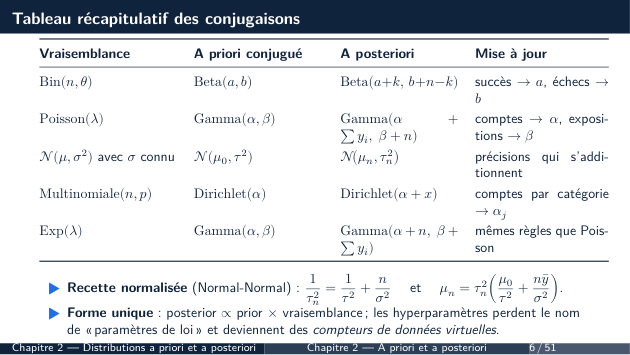 Tableau récapitulatif des conjugaisons
Vraisemblance A priori conjugué A posteriori Mise à jour
Bin(n, θ) Beta(a, b) Beta(a+k, b+n−k) succès → a, échecs →
b
Poisson(λ) Gamma(α, β) Gamma(α + comptes → α, exposi-
∑ yᵢ, β + n) tions → β
𝒩(μ, σ²) avec σ connu 𝒩(μ₀, τ²) 𝒩(μₙ, τₙ²) précisions qui s'addi-
tionnent
Multinomiale(n, p) Dirichlet(α) Dirichlet(α + x) comptes par catégorie
→ αⱼ
Exp(λ) Gamma(α, β) Gamma(α + n, β + mêmes règles que Pois-
∑ yᵢ) son
Recette normalisée (Normal-Normal) : 1/τₙ² = 1/τ² + n/σ² et μₙ = τₙ²(μ₀/τ² + nȳ/σ²).
Forme unique : posterior ∝ prior × vraisemblance ; les hyperparamètres perdent le nom
de « paramètres de loi » et deviennent des compteurs de données virtuelles.
Chapitre 2 — Distributions a priori et a posteriori Chapitre 2 — A priori et a posteriori 6 / 51